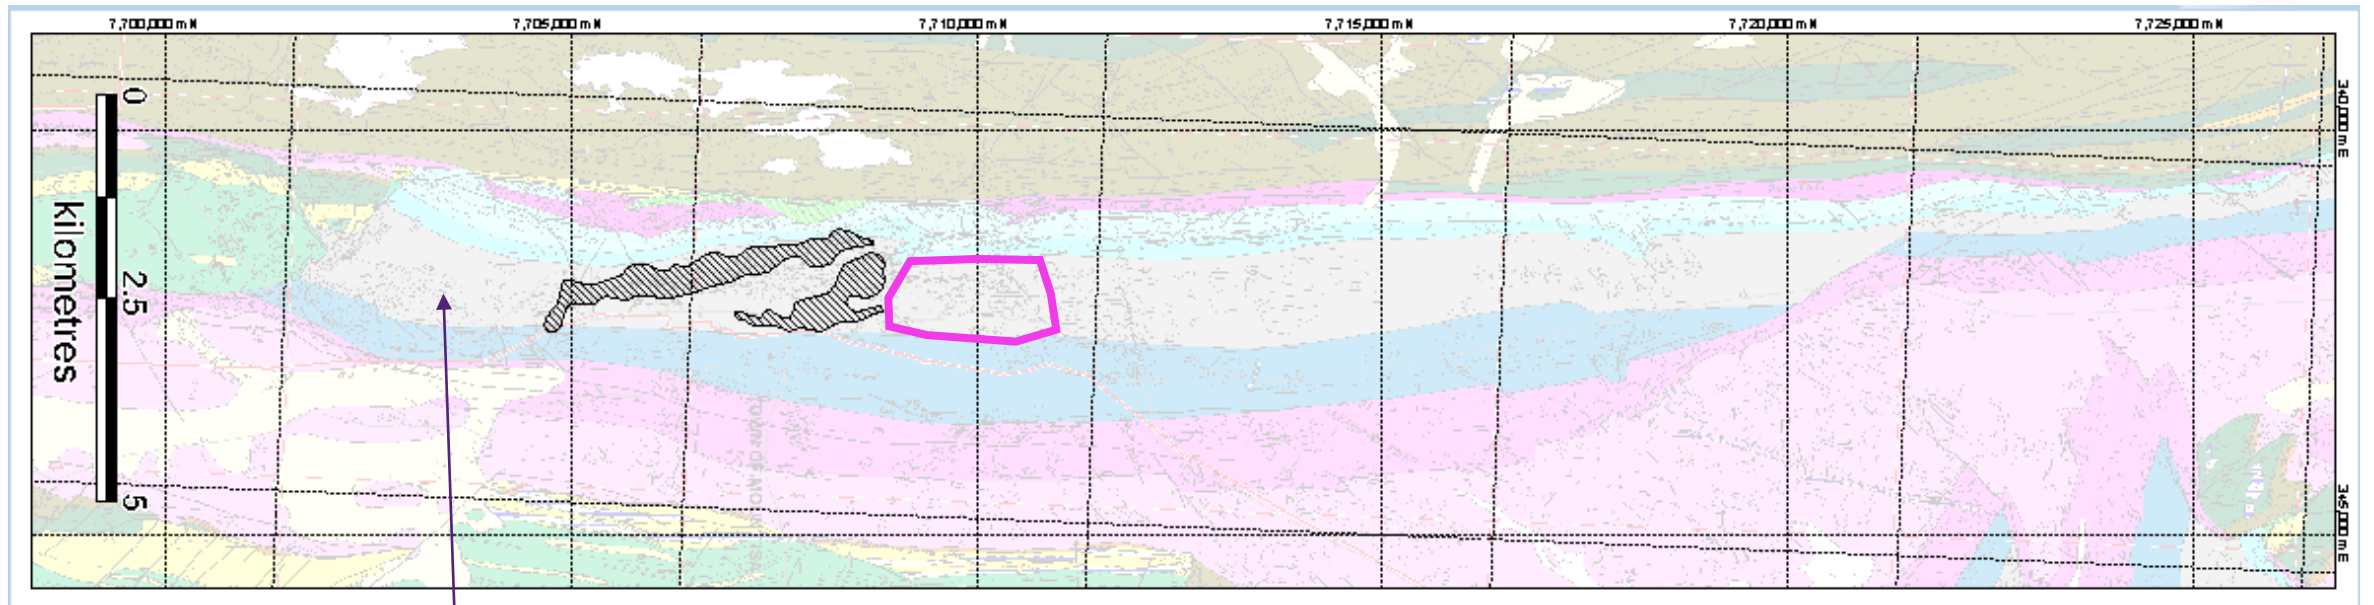 7,700,000 m N
7,705,000 m N
7,710,000 m N
7,715,000 m N
7,720,000 m N
7,725,000 m N
0
2.5
5
kilometres
340,000 m E
345,000 m E